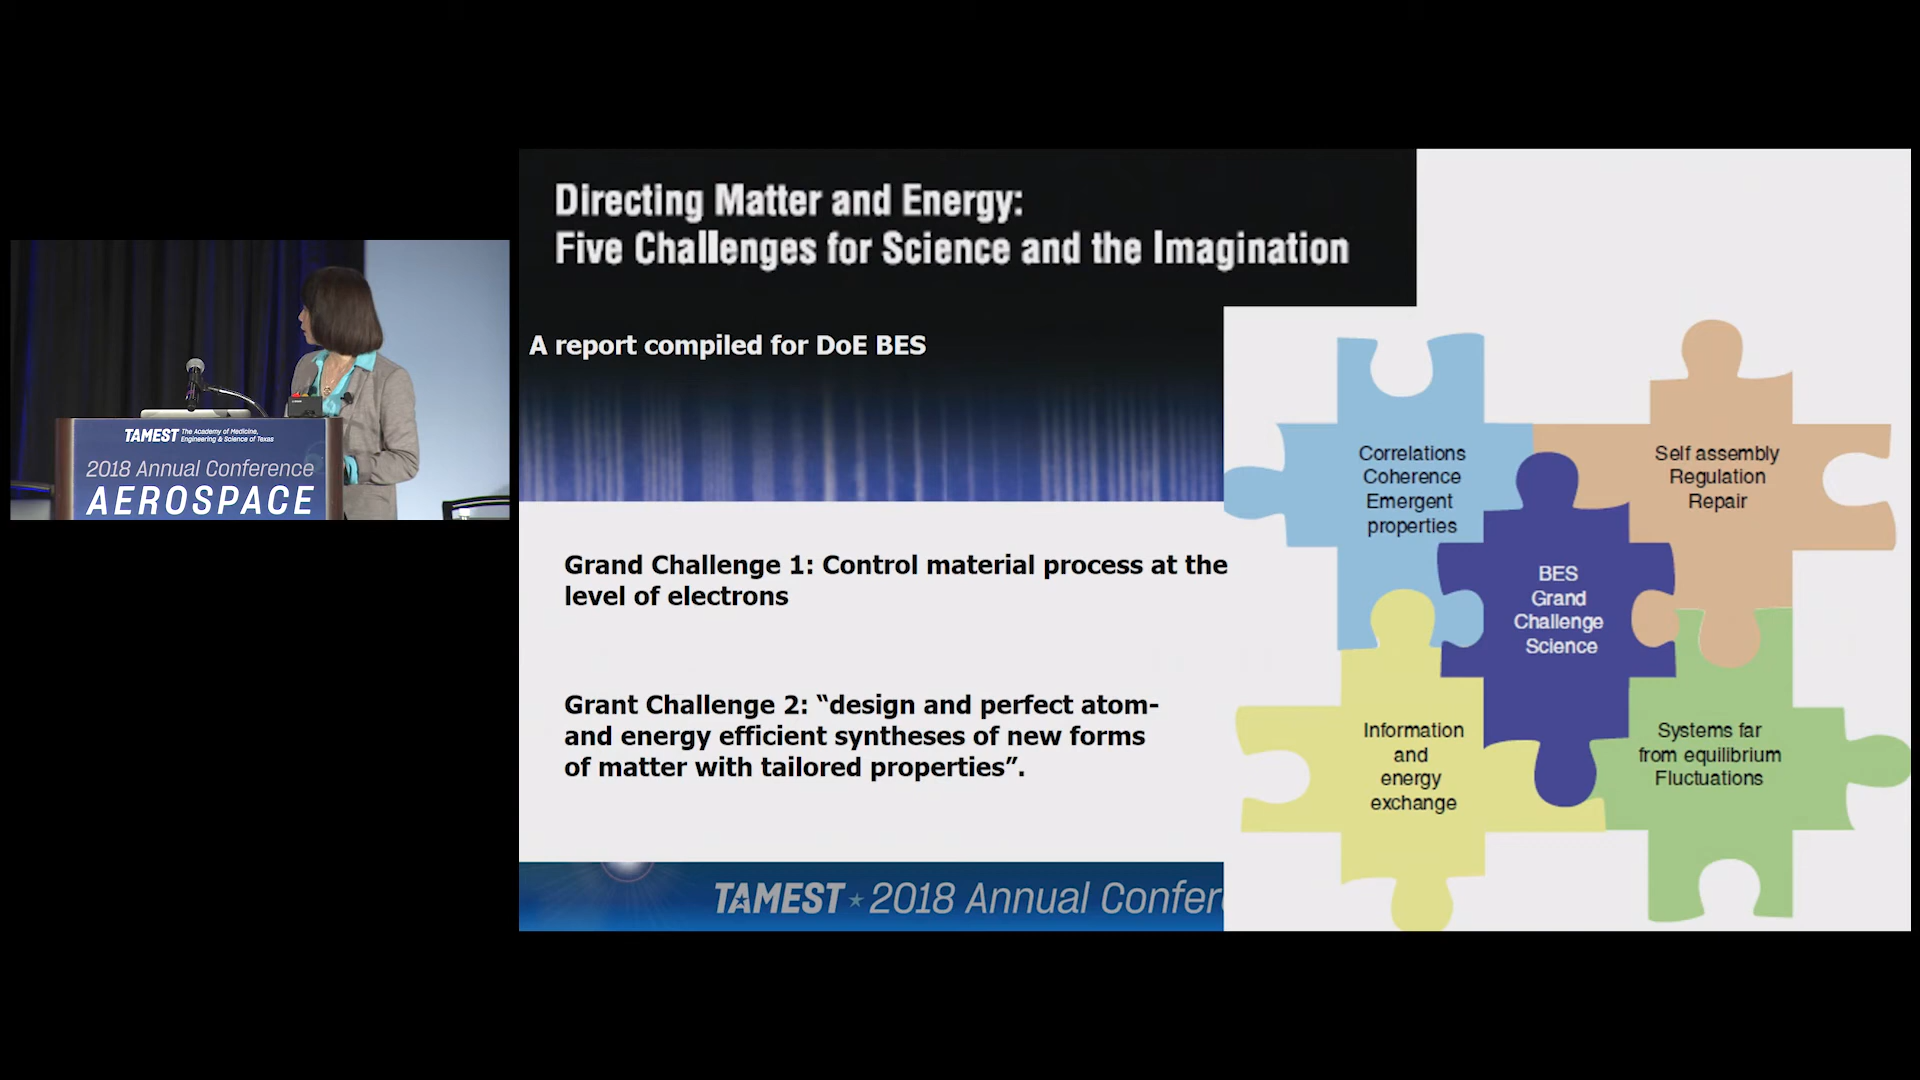 TAMEST The Academy of Medicine,
Engineering & Science of Texas
2018 Annual Conference
AEROSPACE
Directing Matter and Energy:
Five Challenges for Science and the Imagination
A report compiled for DoE BES
Grand Challenge 1: Control material process at the
level of electrons
Grant Challenge 2: “design and perfect atom-
and energy efficient syntheses of new forms
of matter with tailored properties”.
Correlations
Coherence
Emergent
properties
Self assembly
Regulation
Repair
BES
Grand
Challenge
Science
Information
and
energy
exchange
Systems far
from equilibrium
Fluctuations
TAMEST ★ 2018 Annual Confer